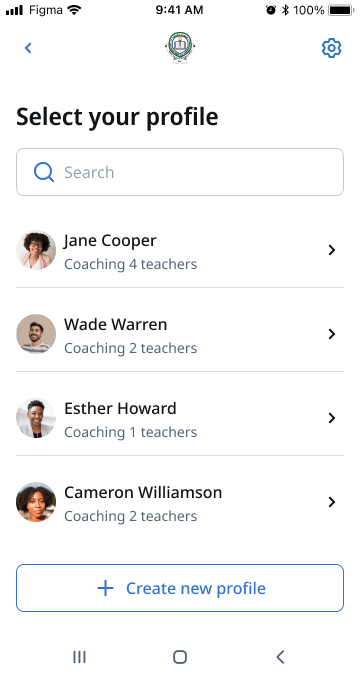 Figma 9:41 AM 100%
Select your profile
Search
Jane Cooper
Coaching 4 teachers
Wade Warren
Coaching 2 teachers
Esther Howard
Coaching 1 teachers
Cameron Williamson
Coaching 2 teachers
Create new profile